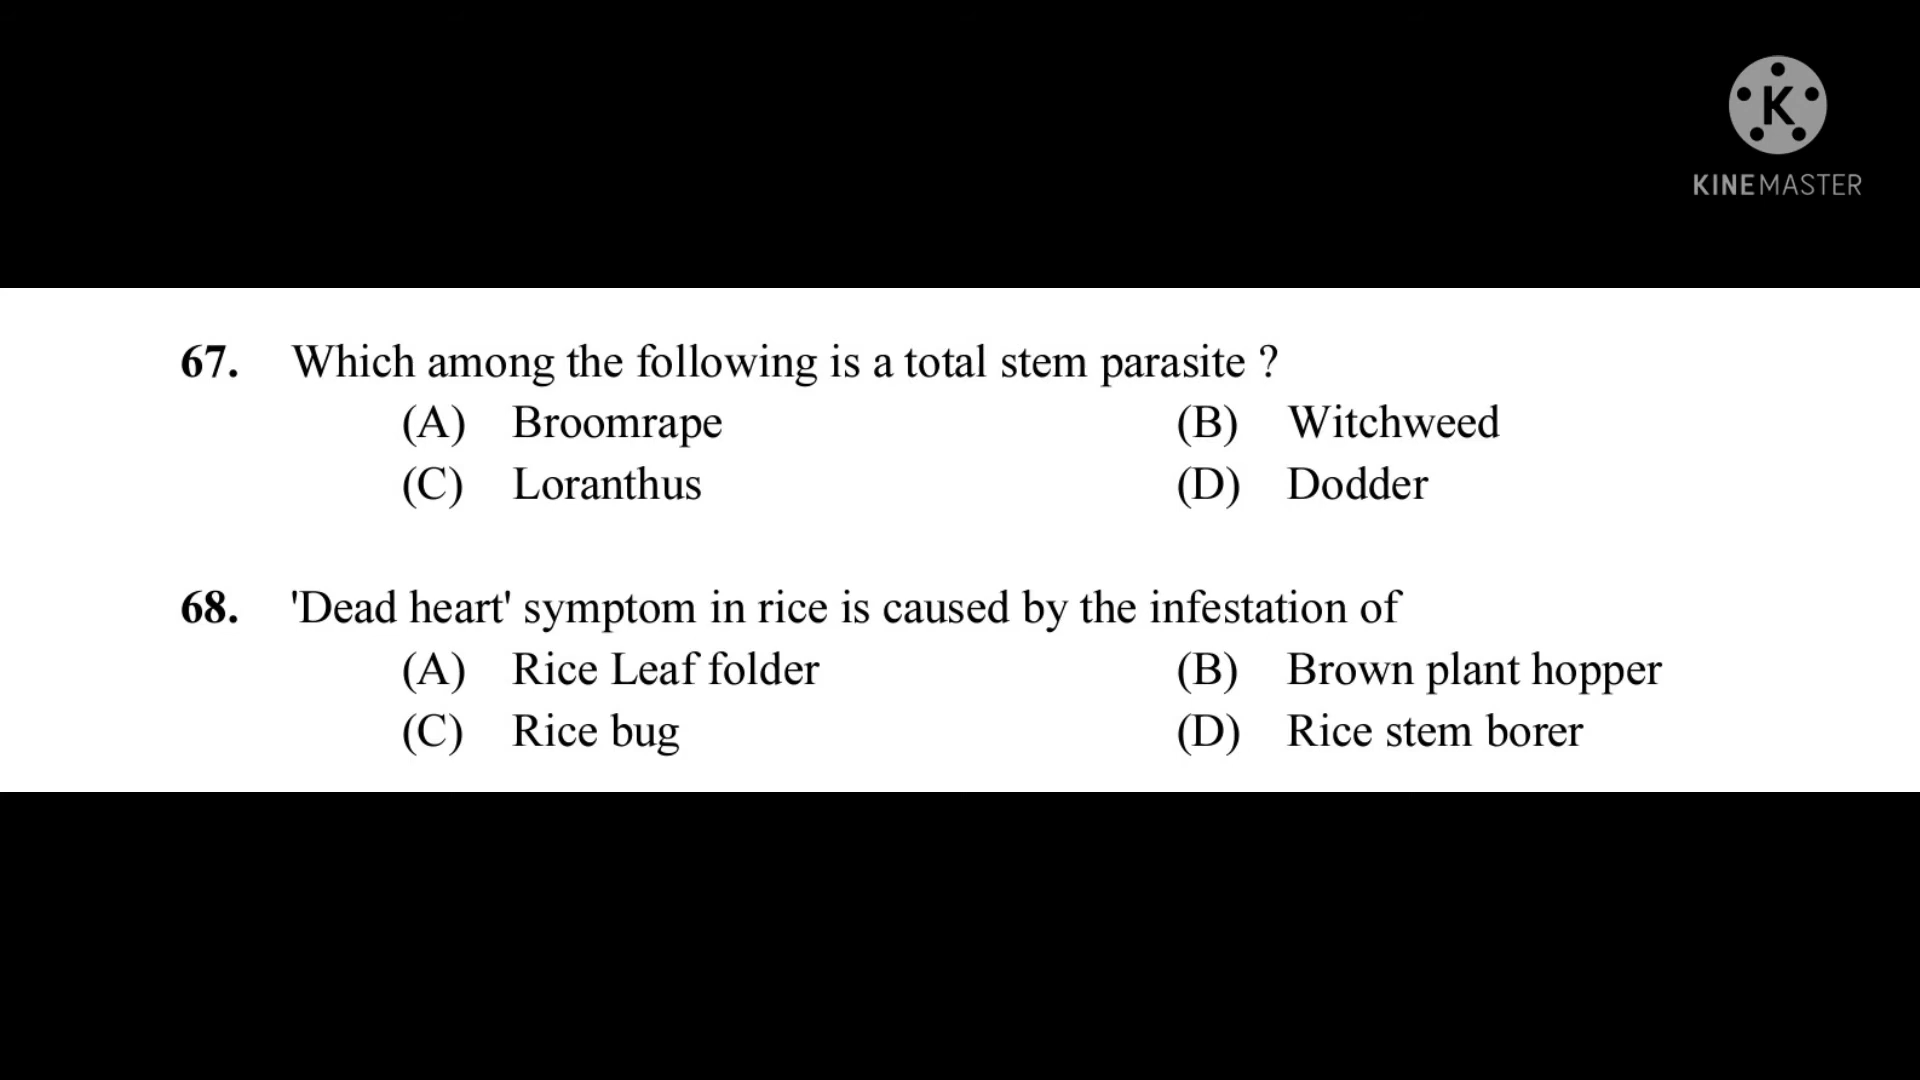 KINEMASTER
67. Which among the following is a total stem parasite ?
(A) Broomrape (B) Witchweed
(C) Loranthus (D) Dodder
68. 'Dead heart' symptom in rice is caused by the infestation of
(A) Rice Leaf folder (B) Brown plant hopper
(C) Rice bug (D) Rice stem borer